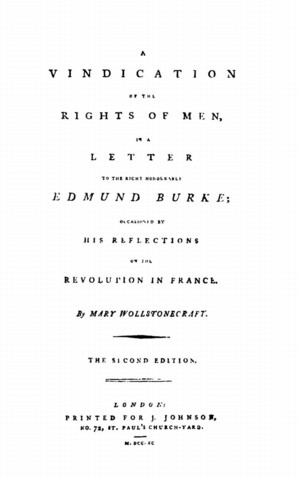 A
VINDICATION
OF THE
RIGHTS OF MEN,
IN A
LETTER
TO THE RIGHT HONOURABLE
EDMUND BURKE;
OCCASIONED BY
HIS REFLECTIONS
ON THE
REVOLUTION IN FRANCE.
By MARY WOLLSTONECRAFT.
THE SECOND EDITION.
LONDON:
PRINTED FOR J. JOHNSON,
NO. 72, ST. PAUL'S CHURCH-YARD.
M.DCC.XC